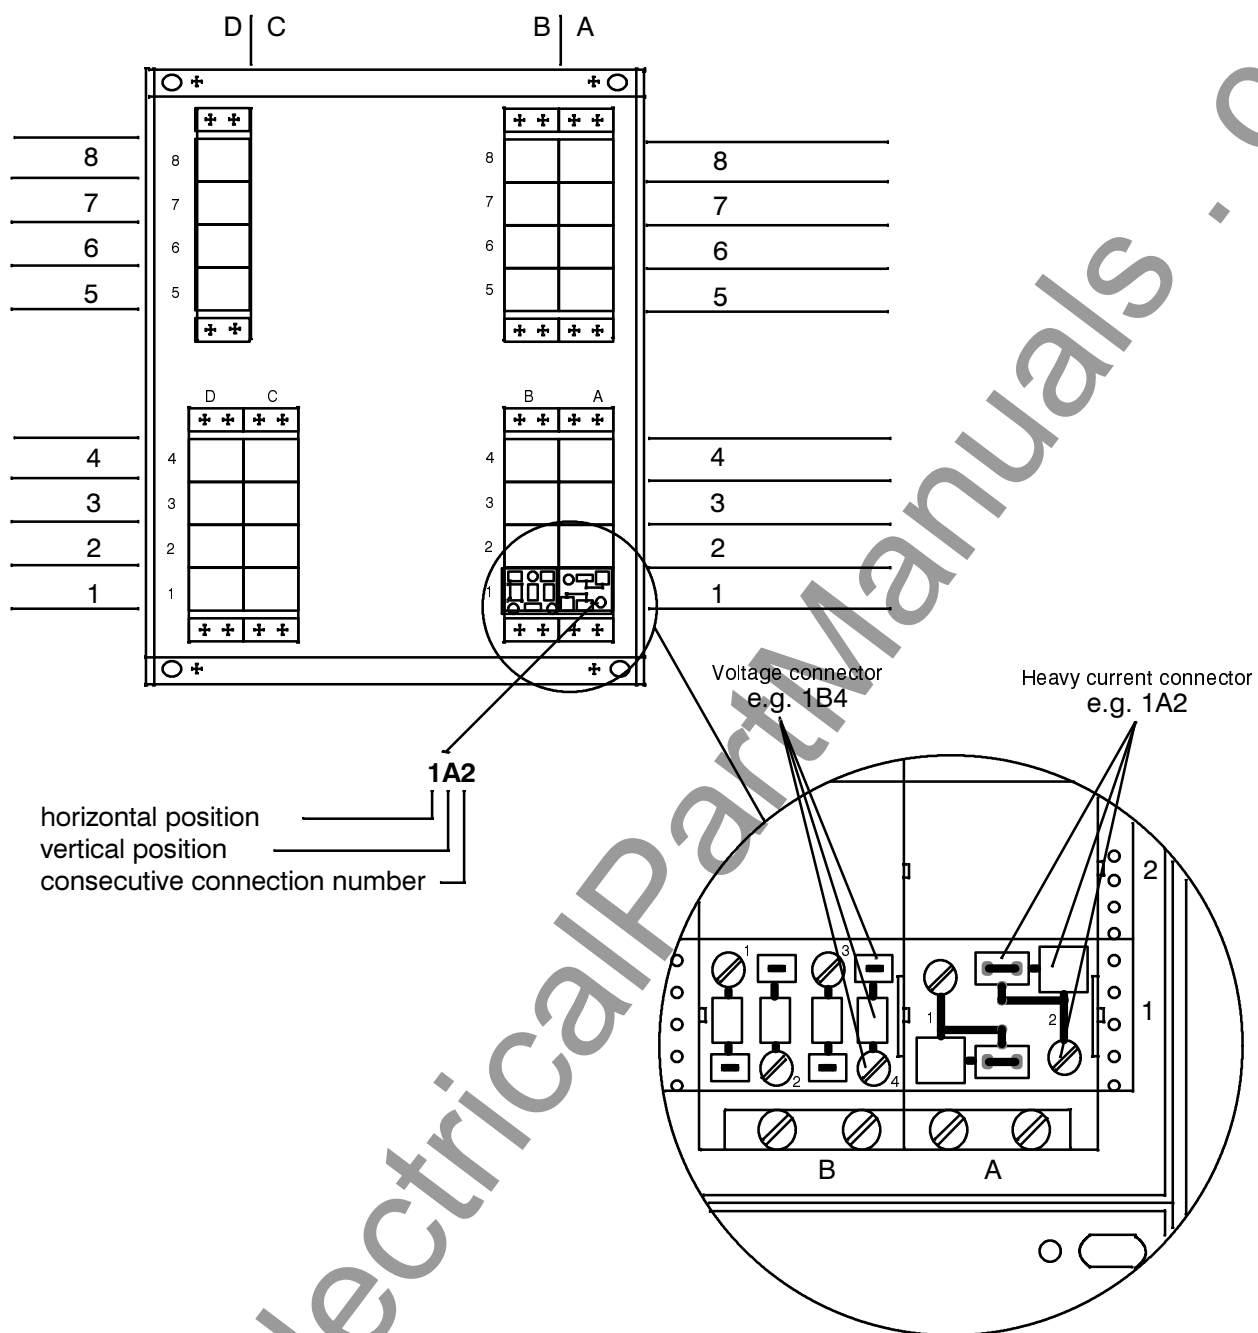 D C B A
8 8 8 8
7 7 7 7
6 6 6 6
5 5 5 5
D C B A
4 4 4 4
3 3 3 3
2 2 2 2
1 1 1 1
Voltage connector
e.g. 1B4
Heavy current connector
e.g. 1A2
1A2
horizontal position
vertical position
consecutive connection number
2
1 3
1 2 1
2 4
B A
lectricalPartManuals . c